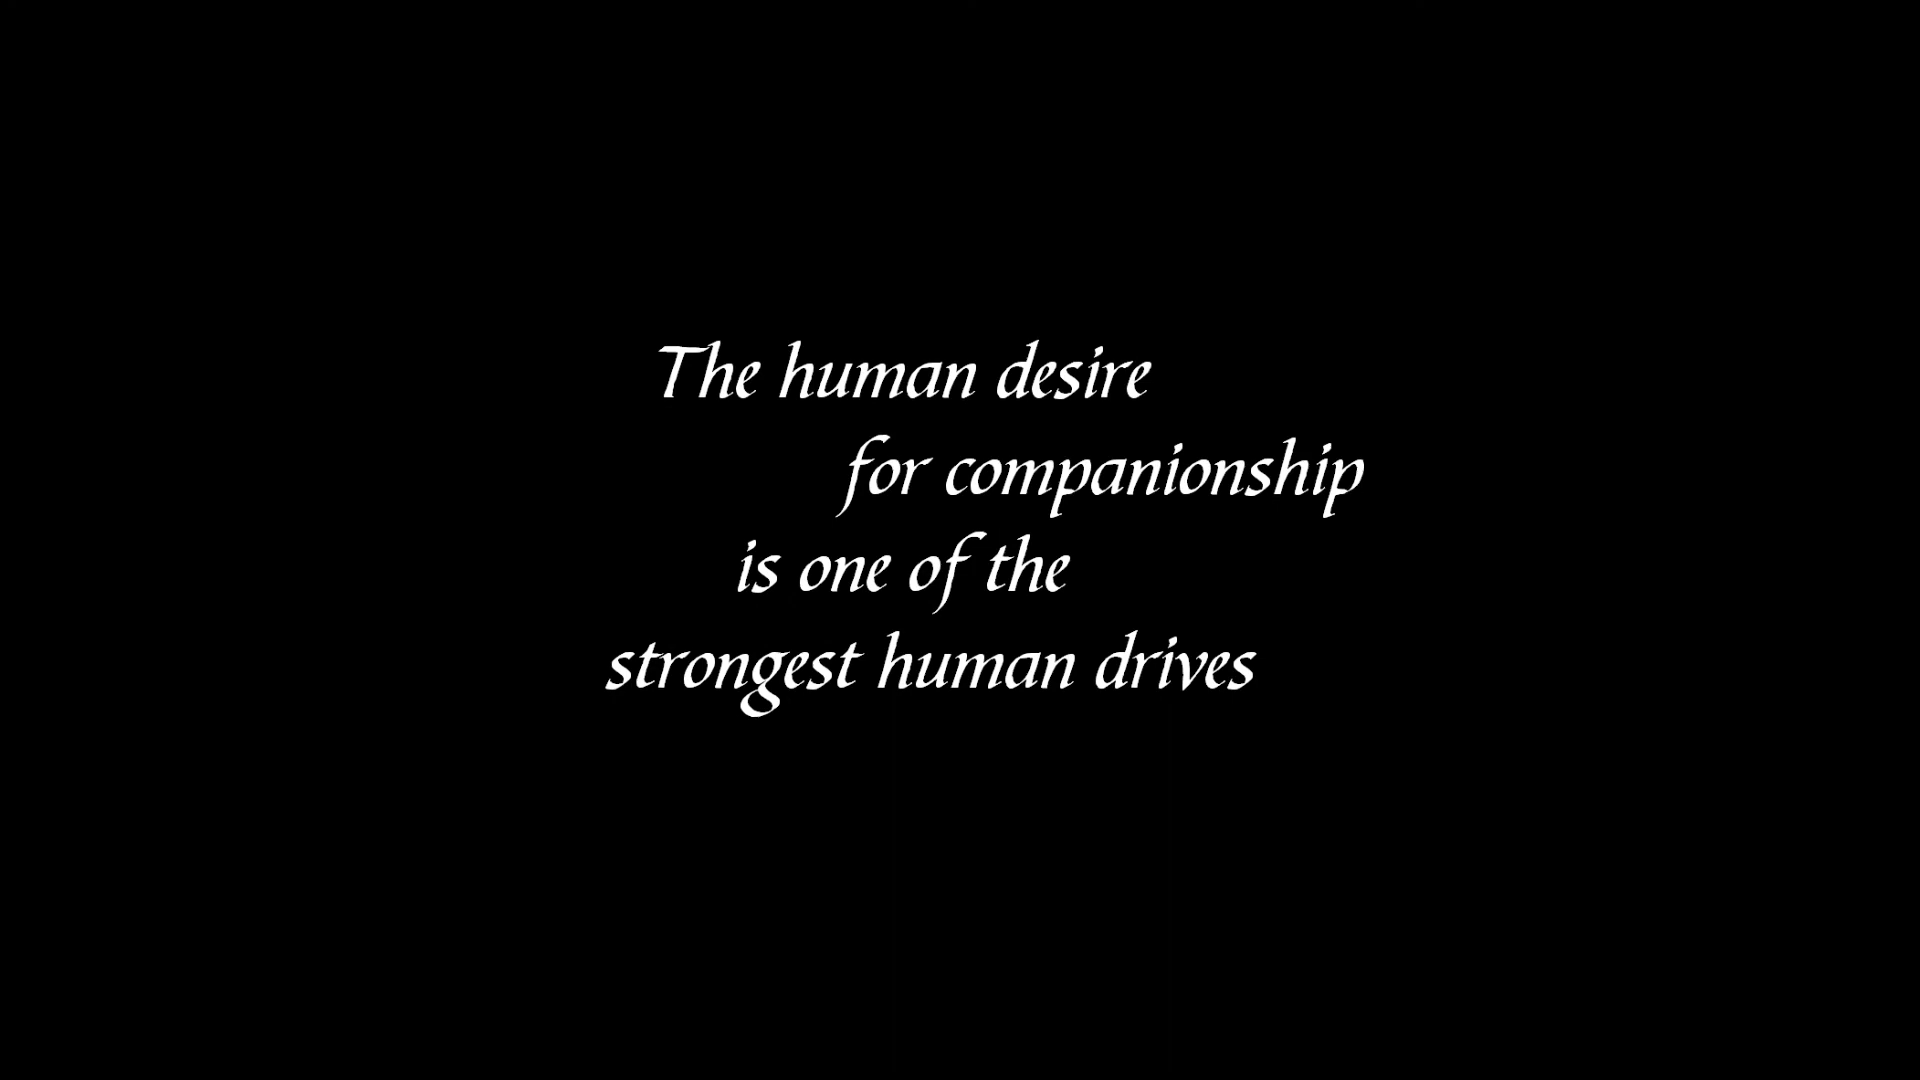 The human desire
for companionship
is one of the
strongest human drives